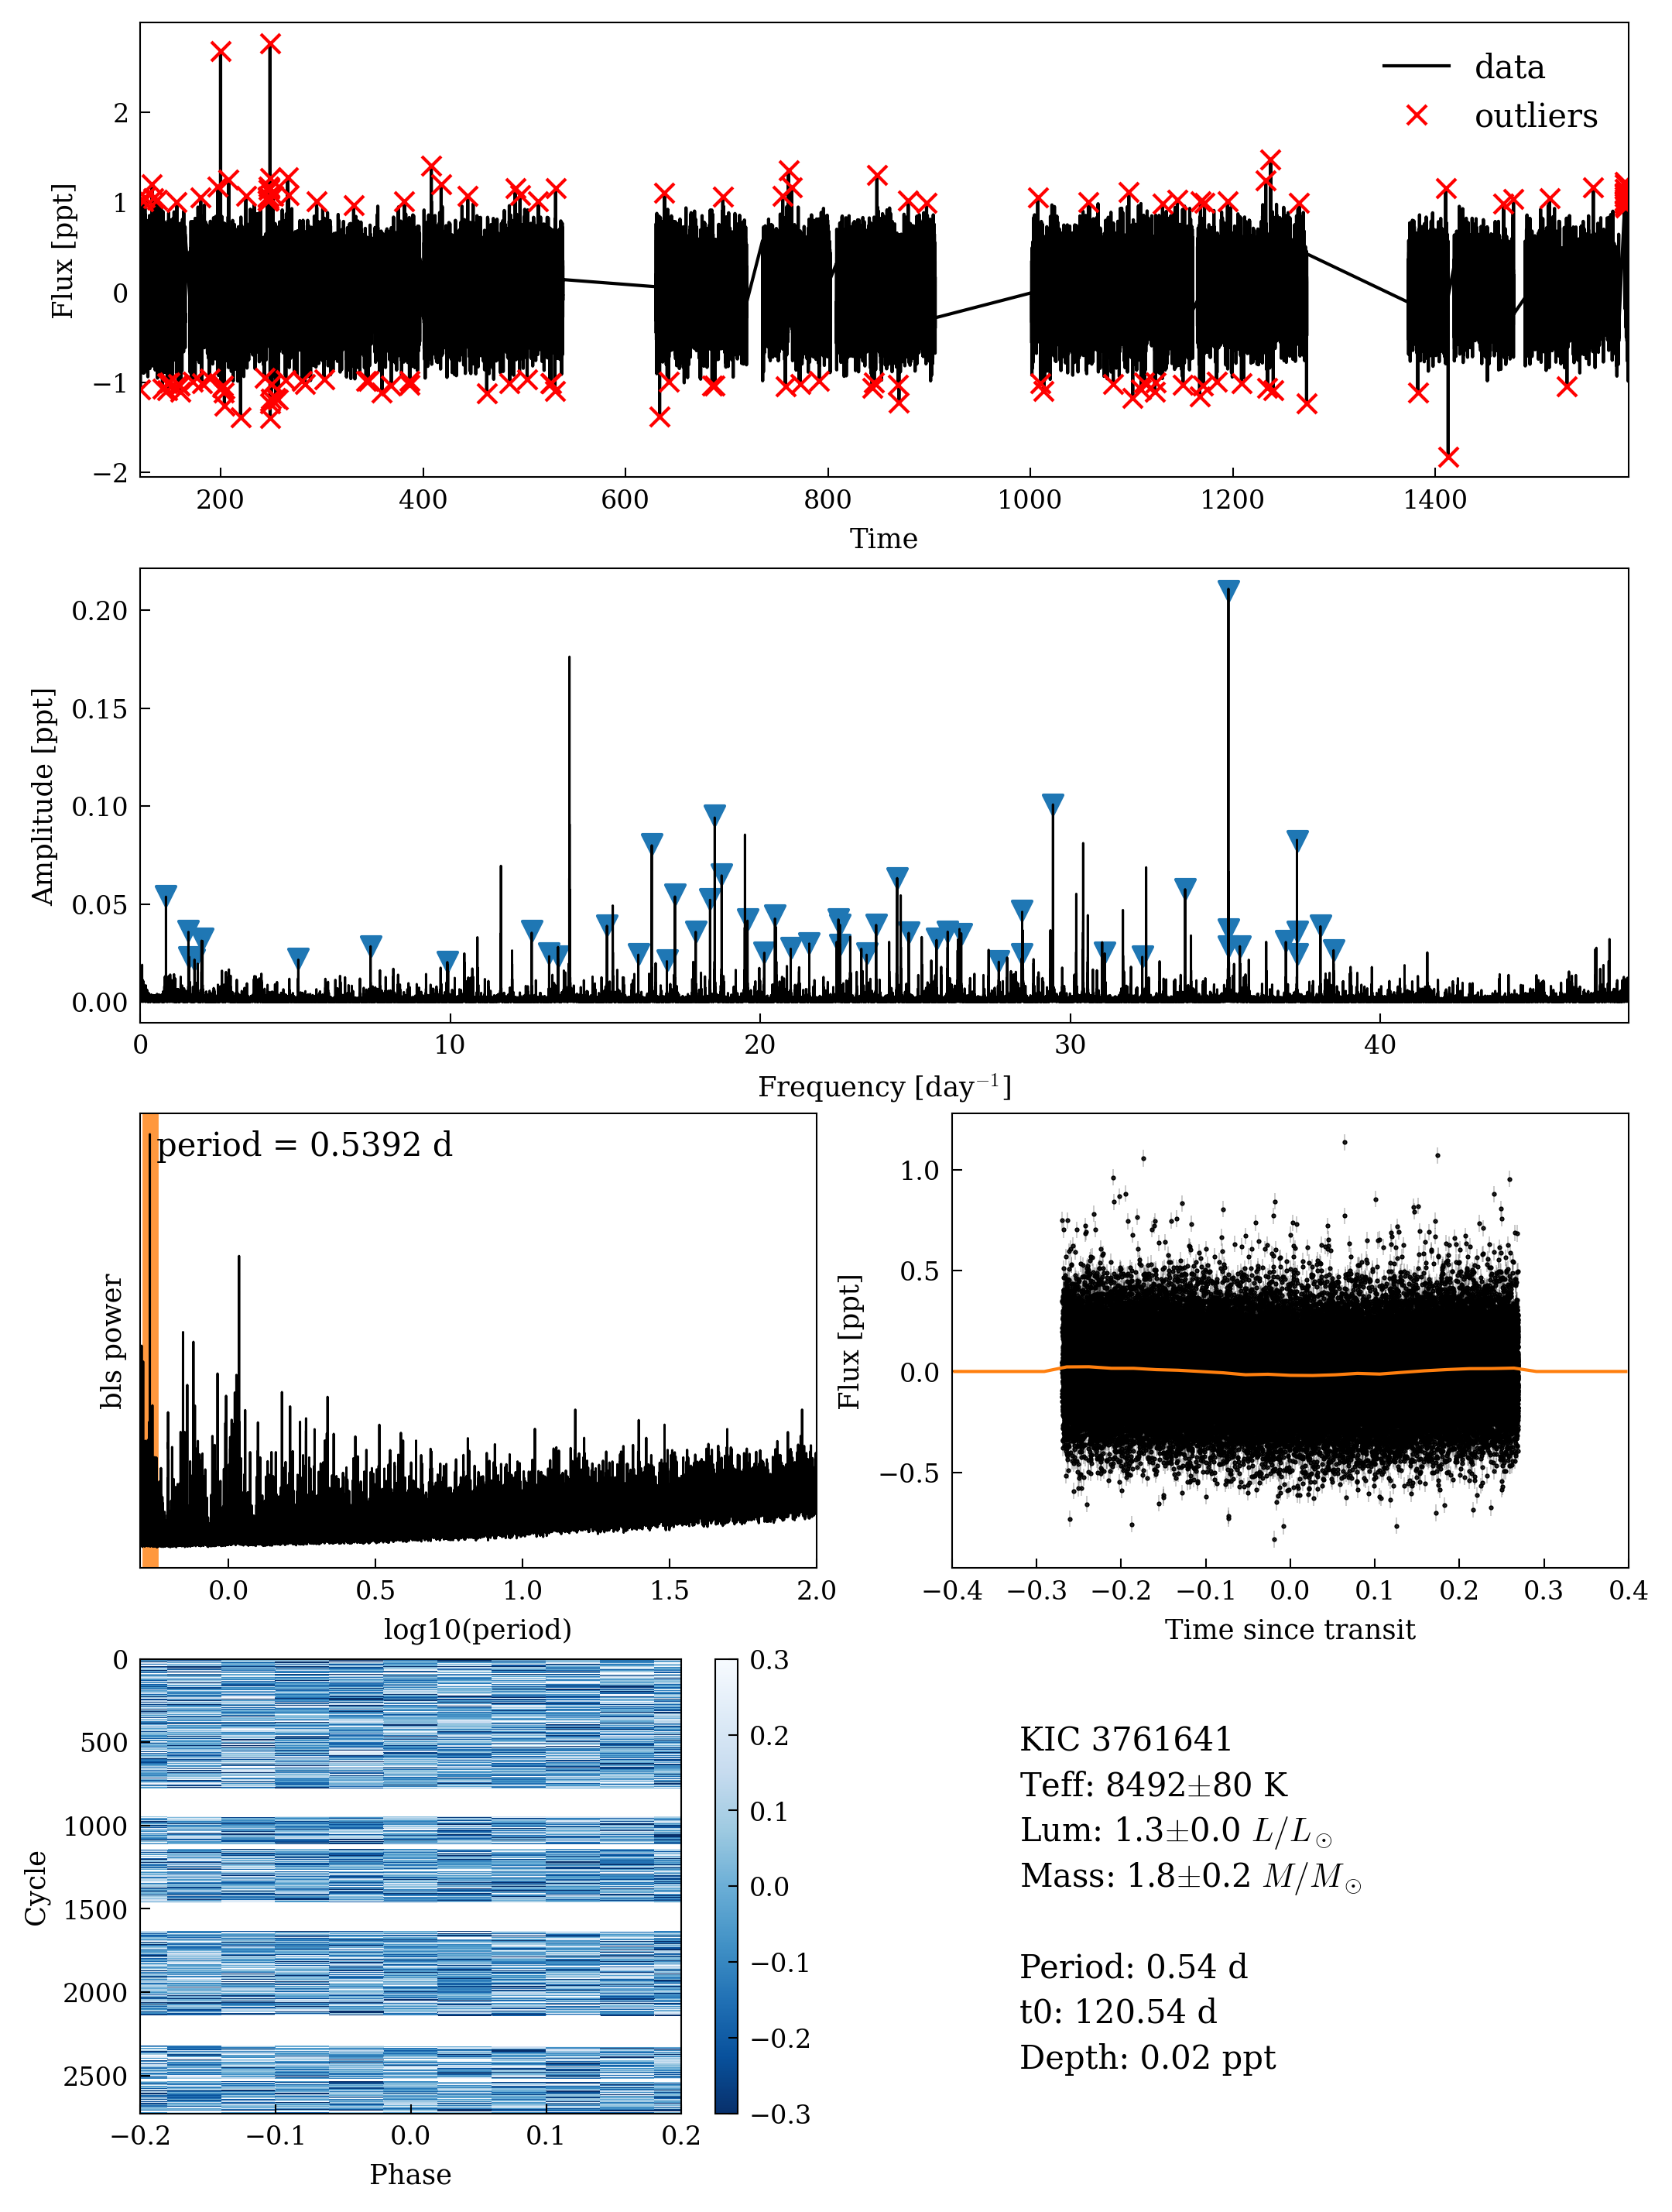 data
outliers
Flux [ppt]
2
1
0
−1
−2
200
400
600
800
1000
1200
1400
Time
Amplitude [ppt]
0.20
0.15
0.10
0.05
0.00
0
10
20
30
40
Frequency [day⁻¹]
period = 0.5392 d
bls power
0.0
0.5
1.0
1.5
2.0
log10(period)
Flux [ppt]
1.0
0.5
0.0
−0.5
−0.4
−0.3
−0.2
−0.1
0.0
0.1
0.2
0.3
0.4
Time since transit
Cycle
0
500
1000
1500
2000
2500
−0.2
−0.1
0.0
0.1
0.2
Phase
0.3
0.2
0.1
0.0
−0.1
−0.2
−0.3
KIC 3761641
Teff: 8492±80 K
Lum: 1.3±0.0 L/L⊙
Mass: 1.8±0.2 M/M⊙
Period: 0.54 d
t0: 120.54 d
Depth: 0.02 ppt